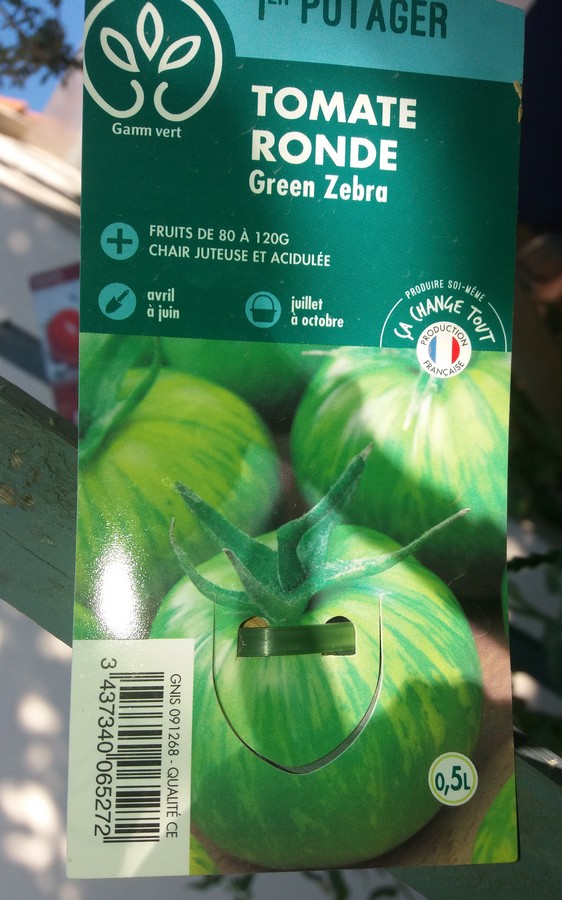 1ER POTAGER
Gamm vert
TOMATE
RONDE
Green Zebra
FRUITS DE 80 À 120G
CHAIR JUTEUSE ET ACIDULÉE
avril
à juin
juillet
à octobre
PRODUIRE SOI-MÊME
ÇA CHANGE TOUT
PRODUCTION
FRANÇAISE
GNIS 091268 - QUALITÉ CE
3 437340 065272
0,5L